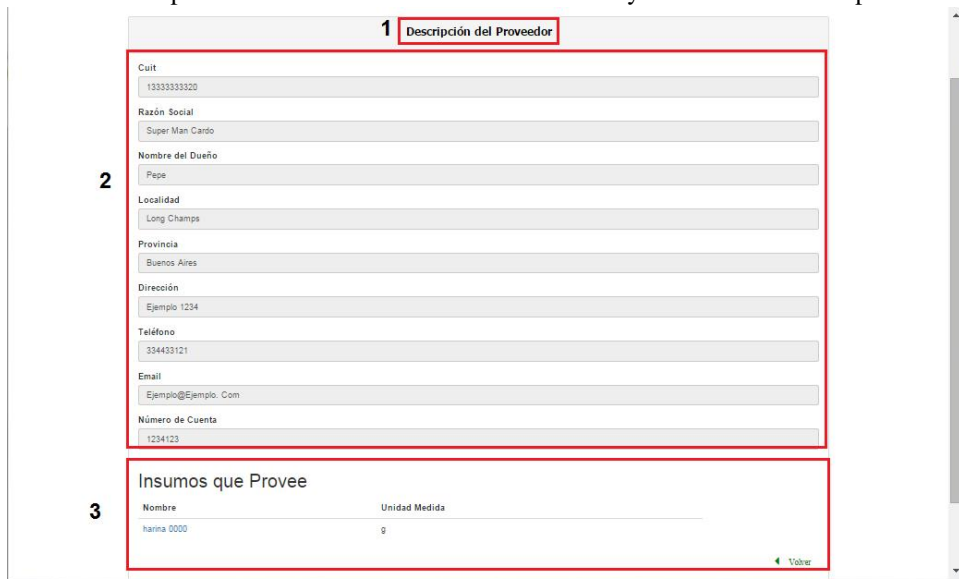 1 Descripción del Proveedor
Cuit
13333333320
Razón Social
Super Man Cardo
Nombre del Dueño
Pepe
2
Localidad
Long Champs
Provincia
Buenos Aires
Dirección
Ejemplo 1234
Teléfono
334433121
Email
Ejemplo@Ejemplo. Com
Número de Cuenta
1234123
Insumos que Provee
3 Nombre Unidad Medida
harina 0000 g
Volver